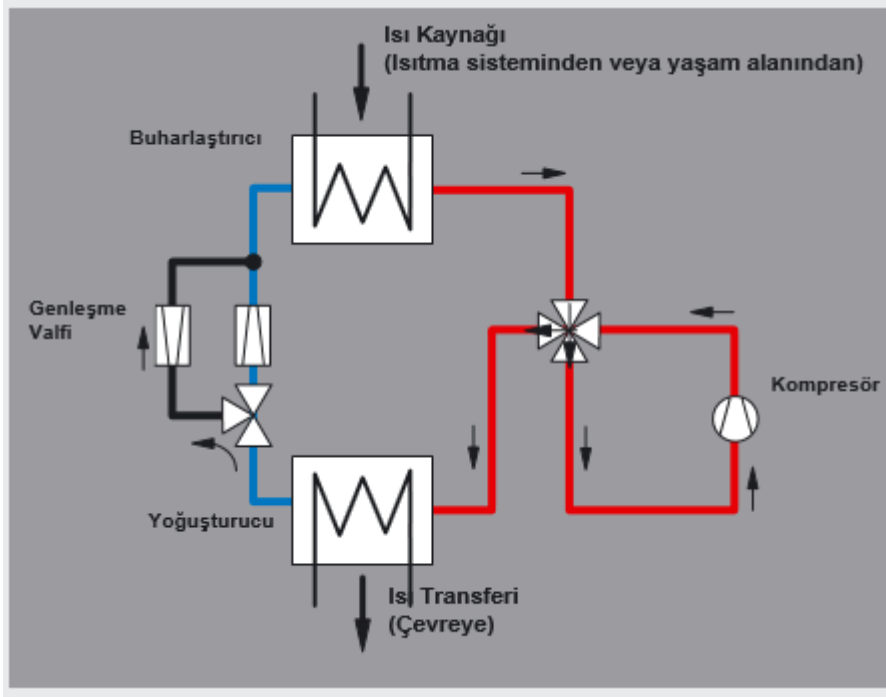 Isı Kaynağı
(Isıtma sisteminden veya yaşam alanından)
Buharlaştırıcı
Genleşme
Valfi
Kompresör
Yoğuşturucu
Isı Transferi
(Çevreye)